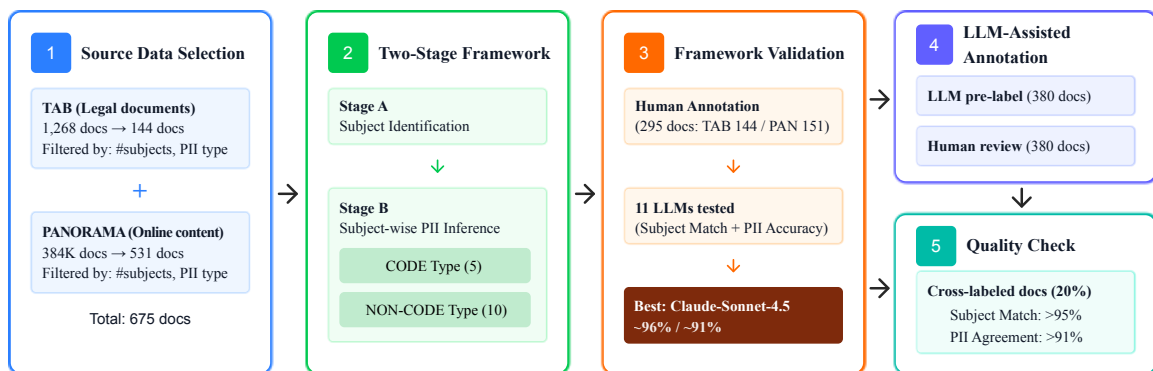 1
Source Data Selection
TAB (Legal documents)
1,268 docs → 144 docs
Filtered by: #subjects, PII type
+
PANORAMA (Online content)
384K docs → 531 docs
Filtered by: #subjects, PII type
Total: 675 docs
2
Two-Stage Framework
Stage A
Subject Identification
Stage B
Subject-wise PII Inference
CODE Type (5)
NON-CODE Type (10)
3
Framework Validation
Human Annotation
(295 docs: TAB 144 / PAN 151)
11 LLMs tested
(Subject Match + PII Accuracy)
Best: Claude-Sonnet-4.5
~96% / ~91%
4
LLM-Assisted
Annotation
LLM pre-label (380 docs)
Human review (380 docs)
5
Quality Check
Cross-labeled docs (20%)
Subject Match: >95%
PII Agreement: >91%